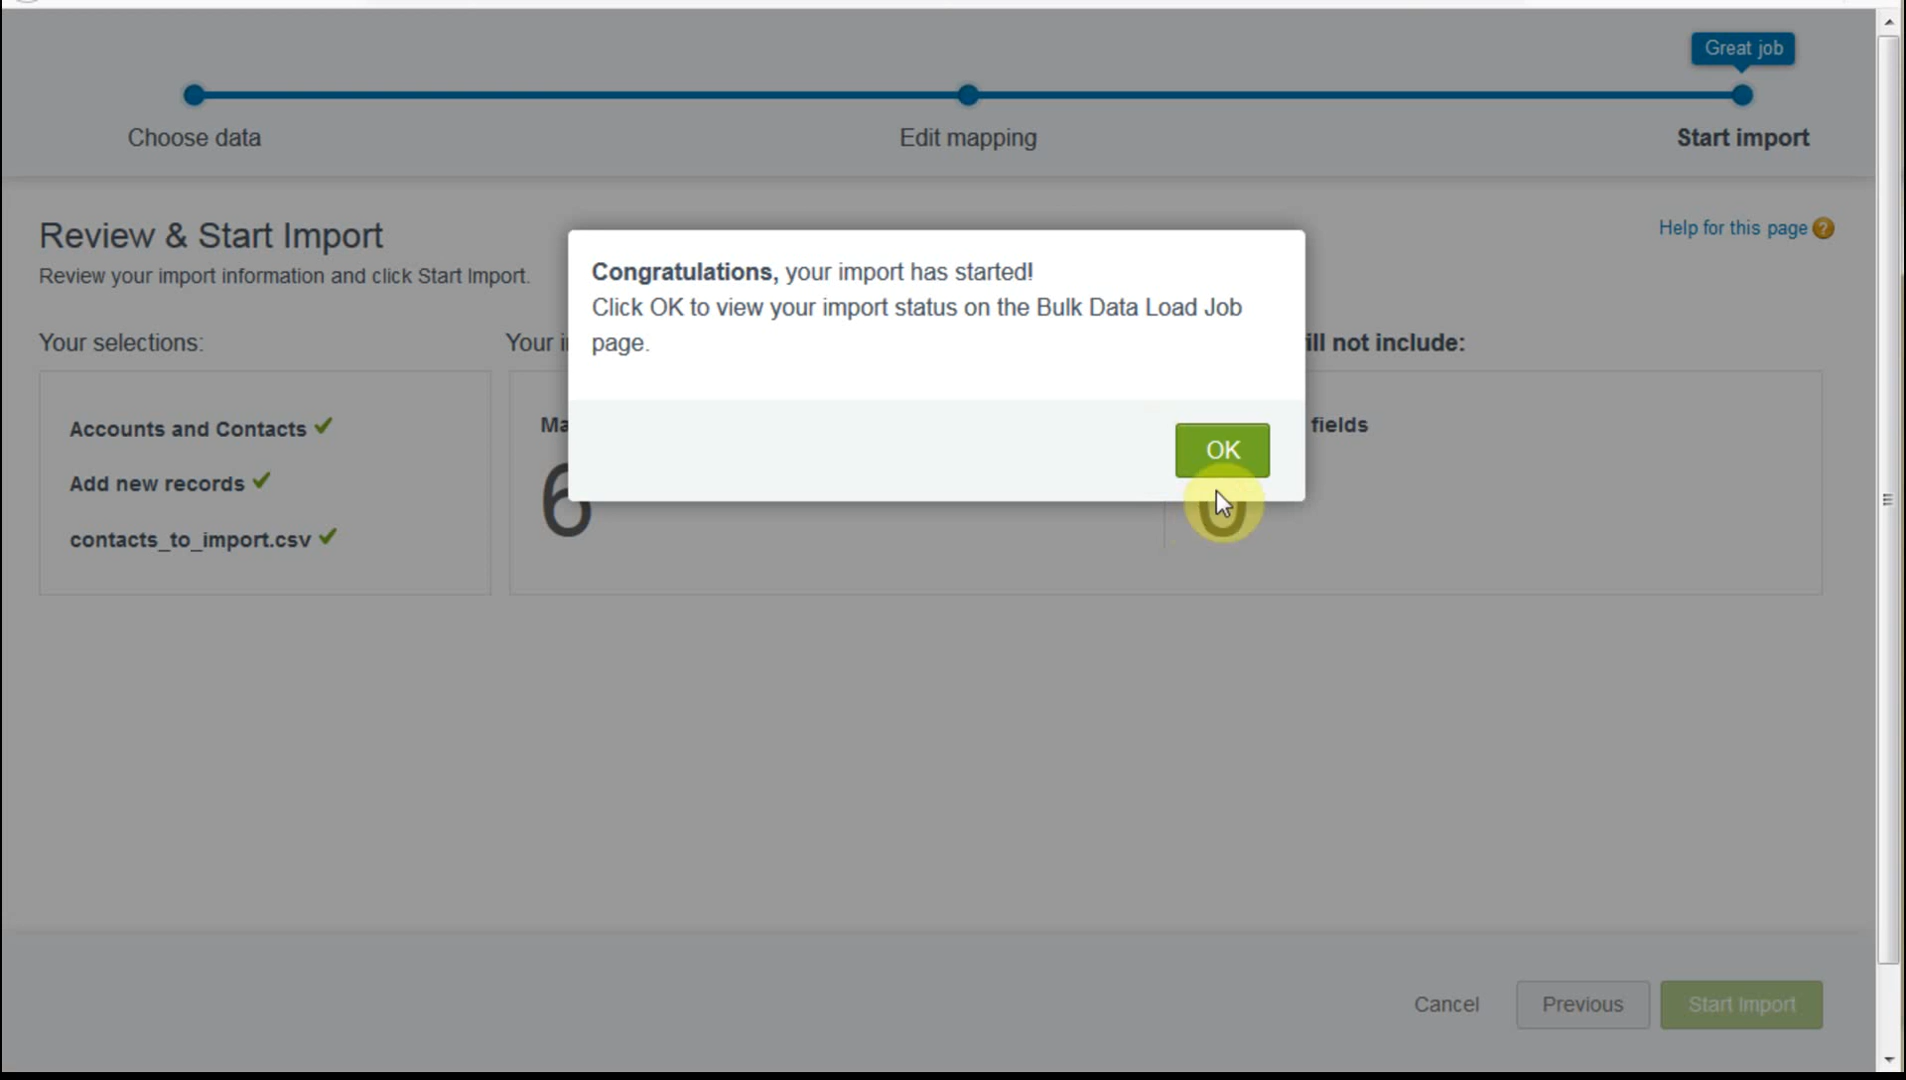 Great job
Choose data
Edit mapping
Start import
Review & Start Import
Help for this page ?
Review your import information and click Start Import.
Congratulations, your import has started!
Click OK to view your import status on the Bulk Data Load Job
page.
OK
Your selections:
Your
ill not include:
Accounts and Contacts
Add new records
contacts_to_import.csv
Ma
fields
6
Cancel
Previous
Start Import